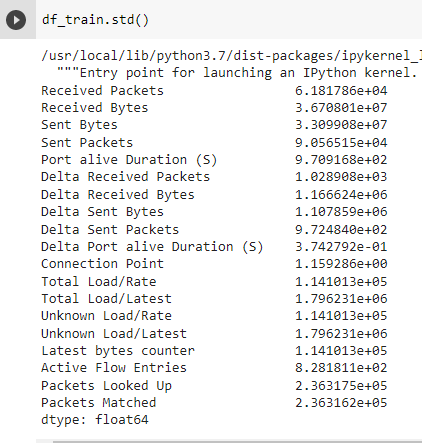 df_train.std()
/usr/local/lib/python3.7/dist-packages/ipykernel_
"""Entry point for launching an IPython kernel.
Received Packets 6.181786e+04
Received Bytes 3.670801e+07
Sent Bytes 3.309908e+07
Sent Packets 9.056515e+04
Port alive Duration (S) 9.709168e+02
Delta Received Packets 1.028908e+03
Delta Received Bytes 1.166624e+06
Delta Sent Bytes 1.107859e+06
Delta Sent Packets 9.724840e+02
Delta Port alive Duration (S) 3.742792e-01
Connection Point 1.159286e+00
Total Load/Rate 1.141013e+05
Total Load/Latest 1.796231e+06
Unknown Load/Rate 1.141013e+05
Unknown Load/Latest 1.796231e+06
Latest bytes counter 1.141013e+05
Active Flow Entries 8.281811e+02
Packets Looked Up 2.363175e+05
Packets Matched 2.363162e+05
dtype: float64